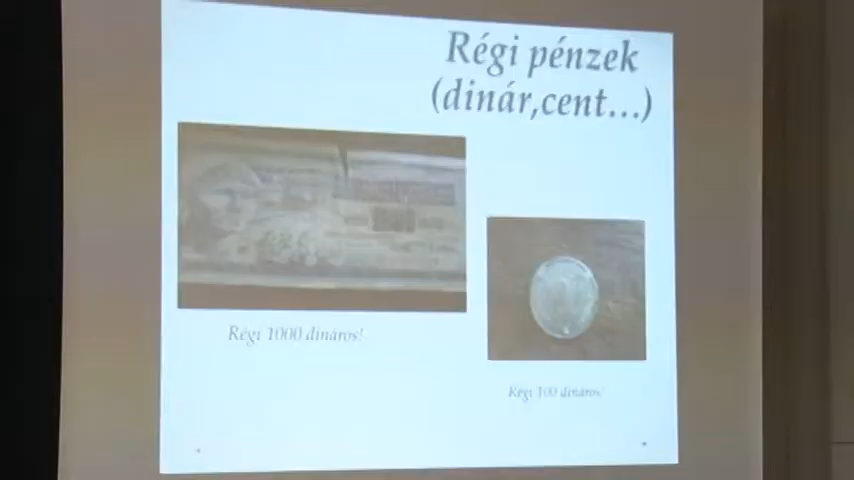 Régi pénzek
(dinár,cent...)
Régi 1000 dináros!
Régi 100 dináros!